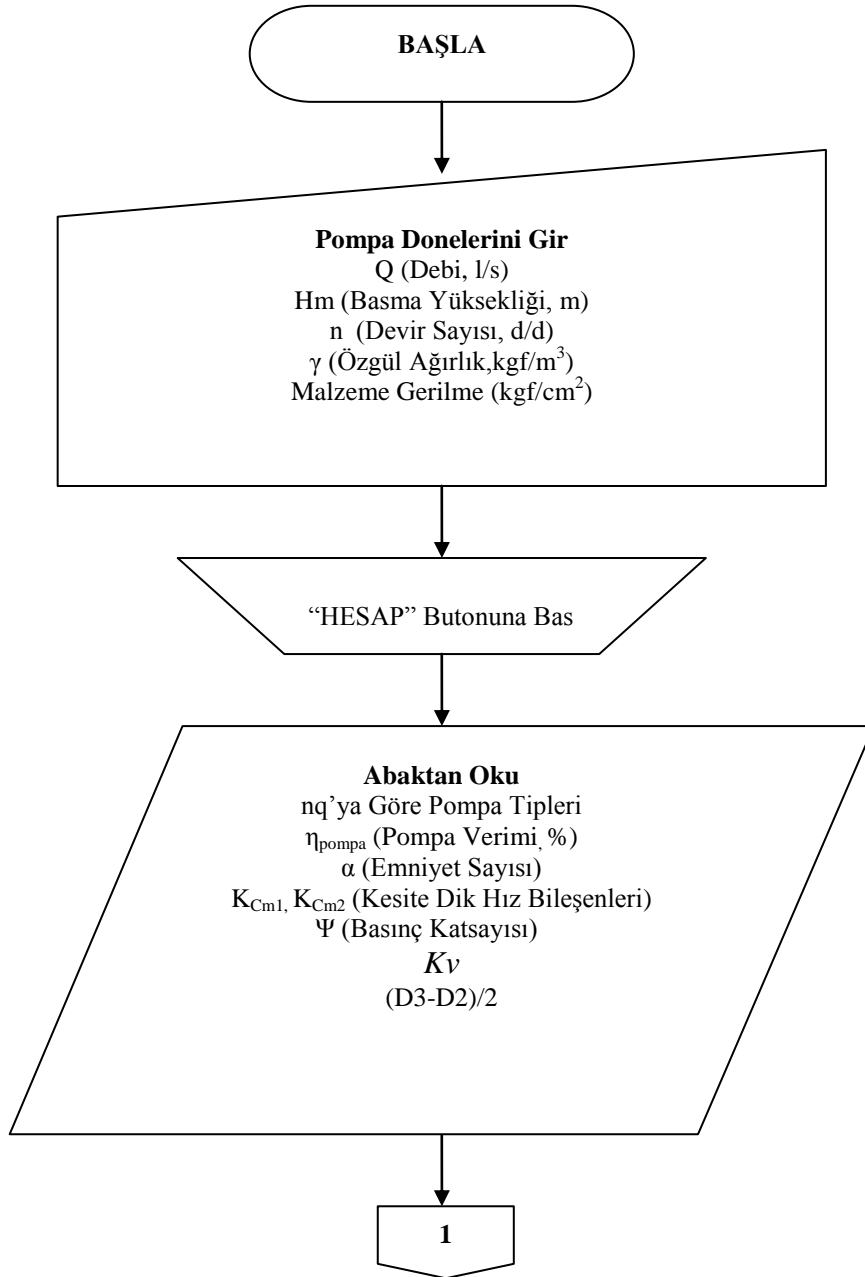 BAŞLA
Pompa Donelerini Gir
Q (Debi, l/s)
Hm (Basma Yüksekliği, m)
n (Devir Sayısı, d/d)
γ (Özgül Ağırlık,kgf/m³)
Malzeme Gerilme (kgf/cm²)
“HESAP” Butonuna Bas
Abaktan Oku
nq’ya Göre Pompa Tipleri
ηpompa (Pompa Verimi, %)
α (Emniyet Sayısı)
KCm1, KCm2 (Kesite Dik Hız Bileşenleri)
Ψ (Basınç Katsayısı)
Kv
(D3-D2)/2
1